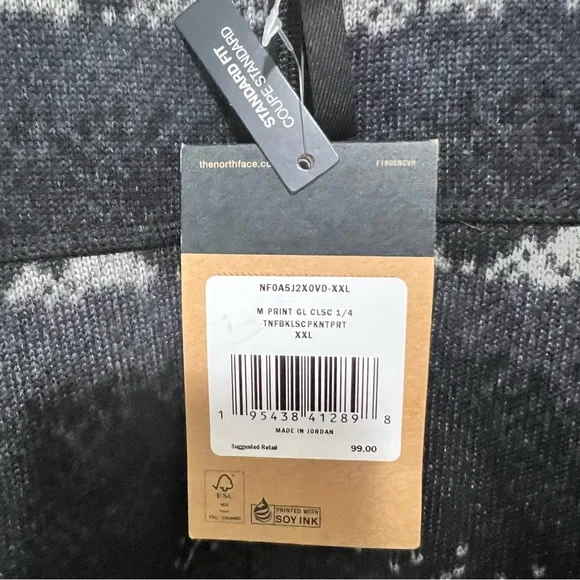 STANDARD FIT
COUPE STANDARD
thenorthface.co
NF0A5J2X0VD-XXL
M PRINT GL CLSC 1/4
TNFBKLSCPKNTPRT
XXL
1 95438 41289 8
MADE IN JORDAN
Suggested Retail 99.00
FSC
PRINTED WITH
SOY INK